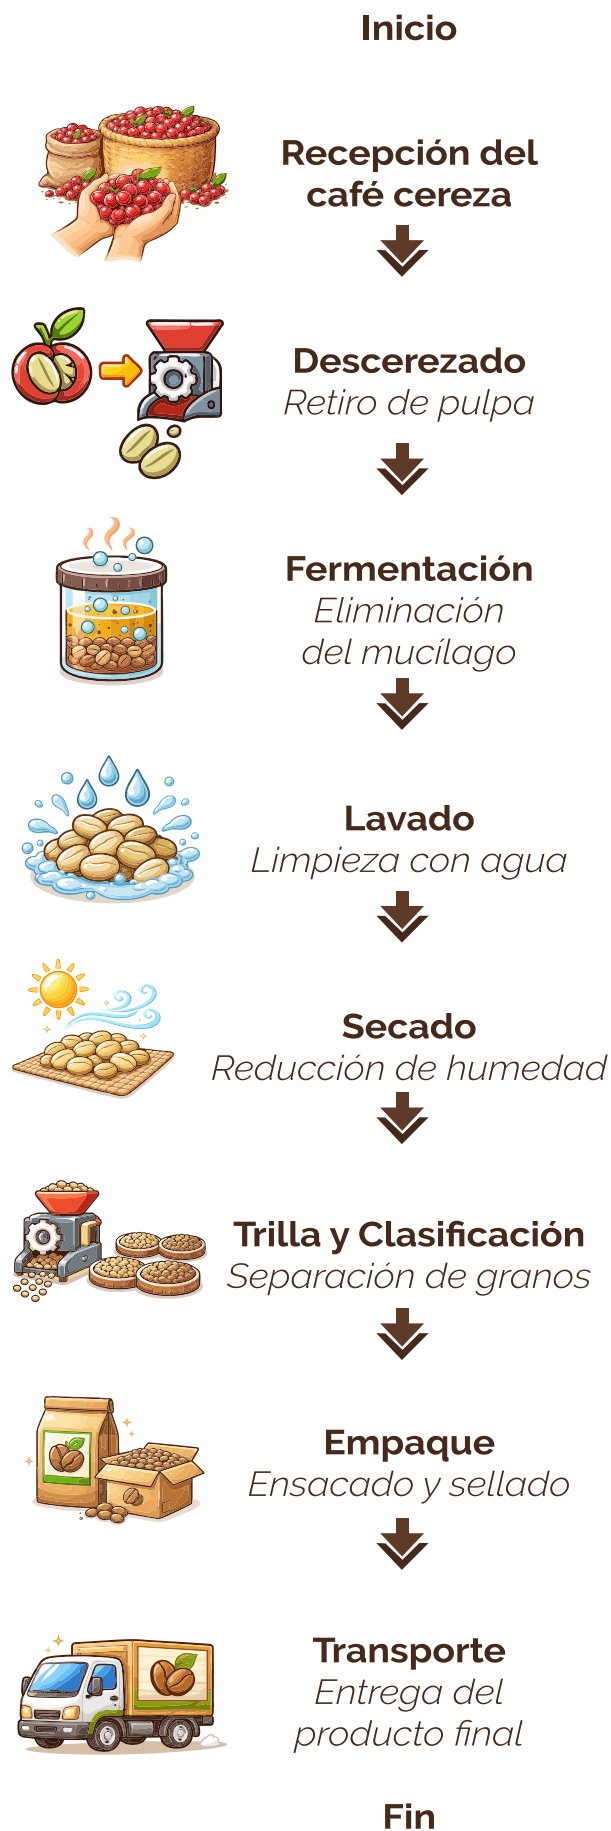 Inicio
Recepción del
café cereza
Descerezado
Retiro de pulpa
Fermentación
Eliminación
del mucílago
Lavado
Limpieza con agua
Secado
Reducción de humedad
Trilla y Clasificación
Separación de granos
Empaque
Ensacado y sellado
Transporte
Entrega del
producto final
Fin